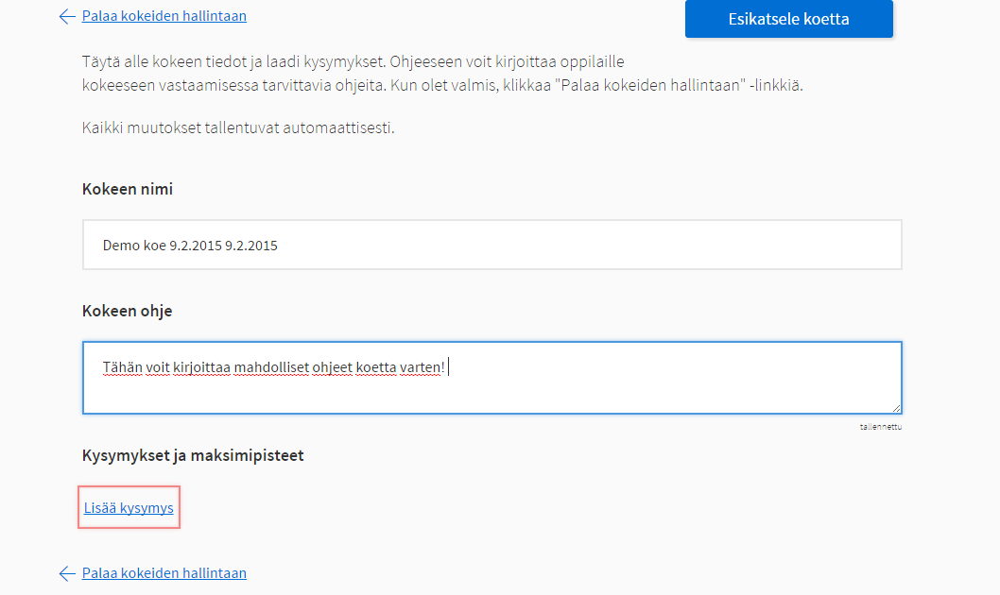 Palaa kokeiden hallintaan
Esikatsele koetta
Täytä alle kokeen tiedot ja laadi kysymykset. Ohjeeseen voit kirjoittaa oppilaille
kokeeseen vastaamisessa tarvittavia ohjeita. Kun olet valmis, klikkaa "Palaa kokeiden hallintaan" -linkkiä.
Kaikki muutokset tallentuvat automaattisesti.
Kokeen nimi
Demo koe 9.2.2015 9.2.2015
Kokeen ohje
Tähän voit kirjoittaa mahdolliset ohjeet koetta varten!
tallennettu
Kysymykset ja maksimipisteet
Lisää kysymys
Palaa kokeiden hallintaan